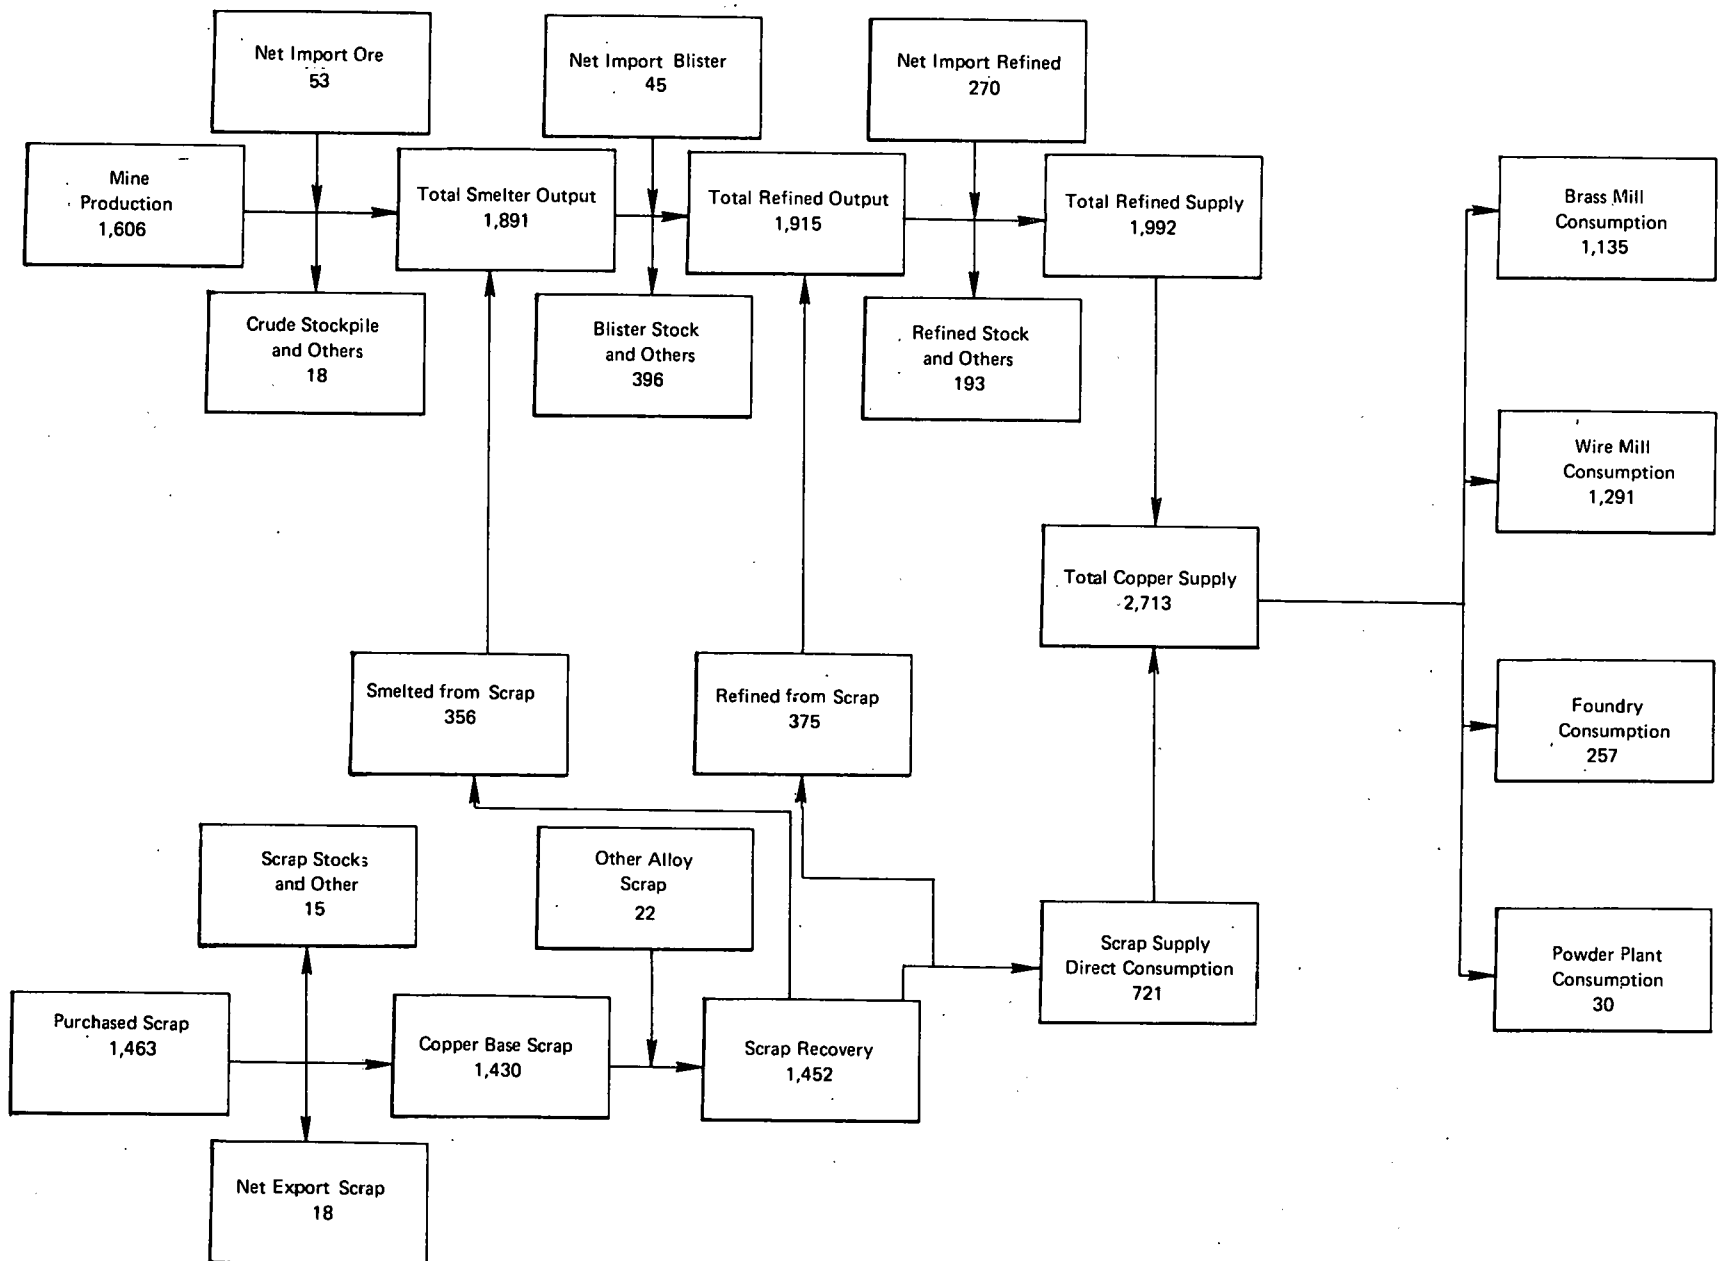 Net Import Ore
53
Net Import Blister
45
Net Import Refined
270
Mine
Production
1,606
Total Smelter Output
1,891
Total Refined Output
1,915
Total Refined Supply
1,992
Brass Mill
Consumption
1,135
Crude Stockpile
and Others
18
Blister Stock
and Others
396
Refined Stock
and Others
193
Wire Mill
Consumption
1,291
Total Copper Supply
2,713
Smelted from Scrap
356
Refined from Scrap
375
Foundry
Consumption
257
Scrap Stocks
and Other
15
Other Alloy
Scrap
22
Scrap Supply
Direct Consumption
721
Powder Plant
Consumption
30
Purchased Scrap
1,463
Copper Base Scrap
1,430
Scrap Recovery
1,452
Net Export Scrap
18